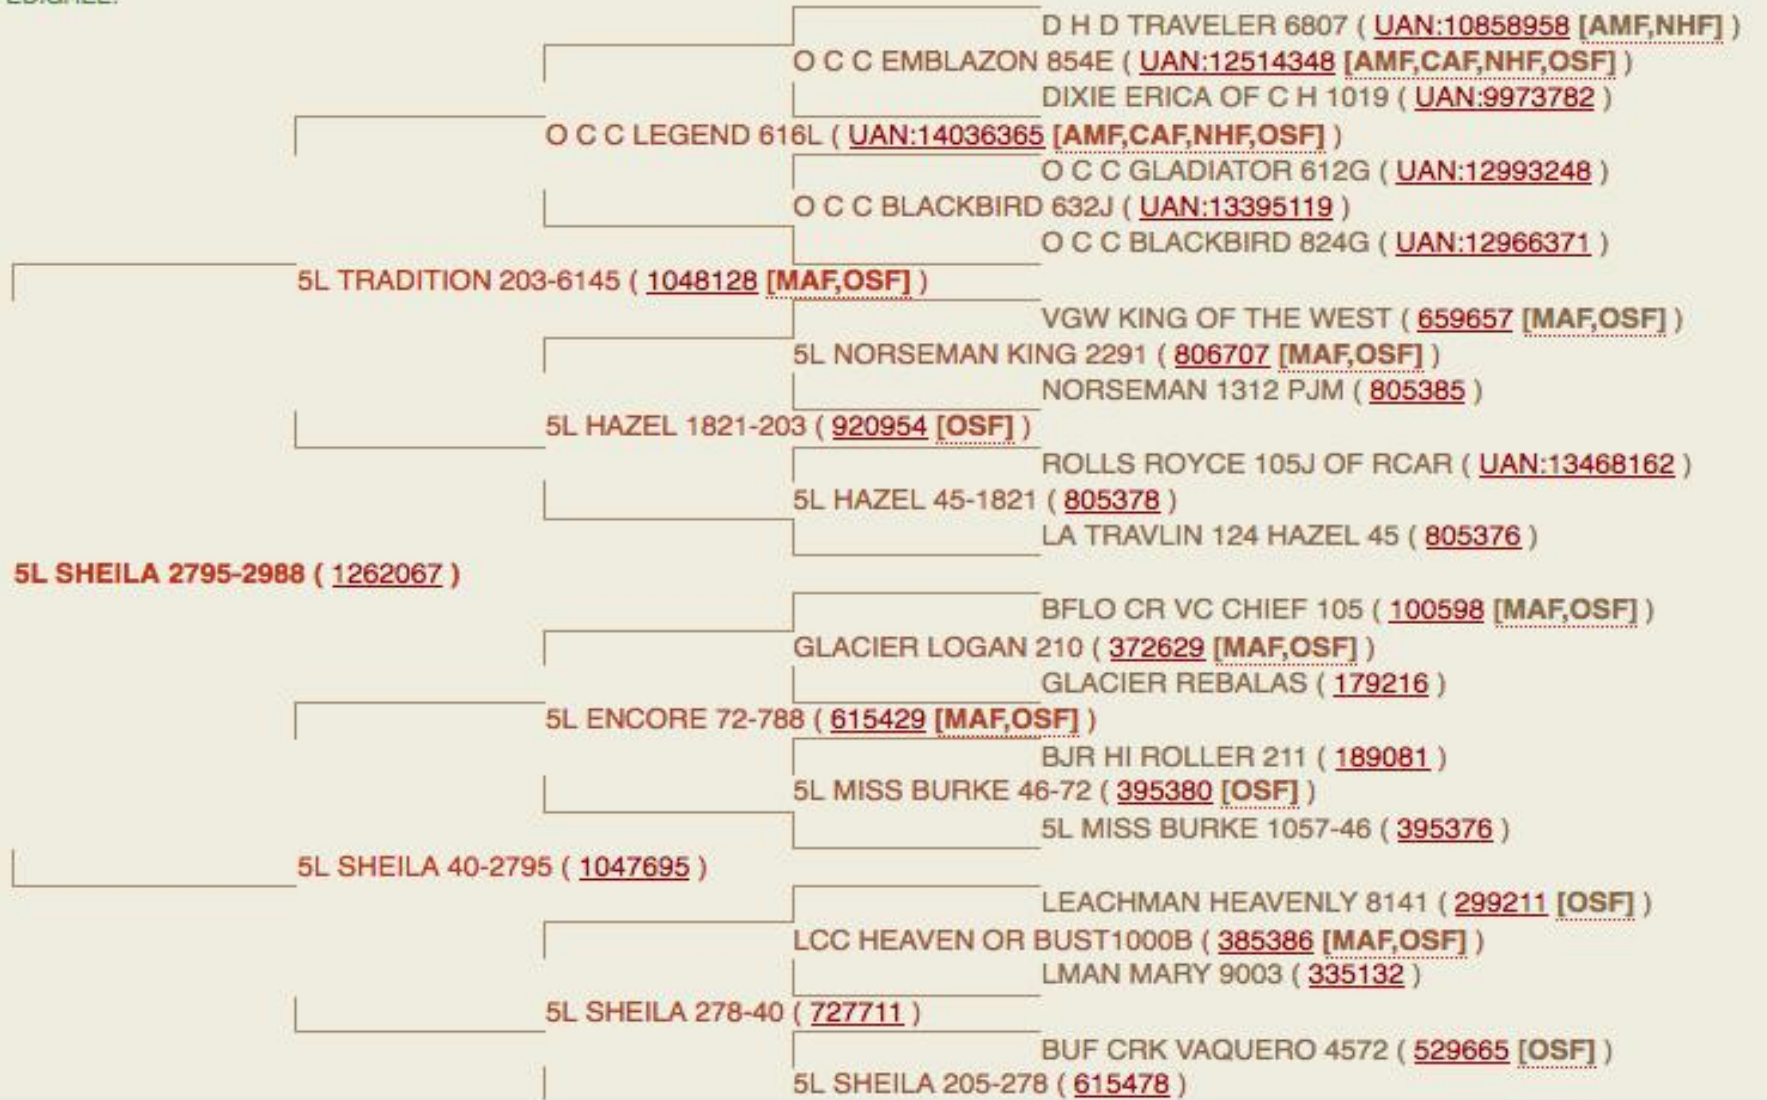 D H D TRAVELER 6807 ( UAN:10858958 [AMF,NHF] )
O C C EMBLAZON 854E ( UAN:12514348 [AMF,CAF,NHF,OSF] )
DIXIE ERICA OF C H 1019 ( UAN:9973782 )
O C C LEGEND 616L ( UAN:14036365 [AMF,CAF,NHF,OSF] )
O C C GLADIATOR 612G ( UAN:12993248 )
O C C BLACKBIRD 632J ( UAN:13395119 )
O C C BLACKBIRD 824G ( UAN:12966371 )
5L TRADITION 203-6145 ( 1048128 [MAF,OSF] )
VGW KING OF THE WEST ( 659657 [MAF,OSF] )
5L NORSEMAN KING 2291 ( 806707 [MAF,OSF] )
NORSEMAN 1312 PJM ( 805385 )
5L HAZEL 1821-203 ( 920954 [OSF] )
ROLLS ROYCE 105J OF RCAR ( UAN:13468162 )
5L HAZEL 45-1821 ( 805378 )
LA TRAVLIN 124 HAZEL 45 ( 805376 )
5L SHEILA 2795-2988 ( 1262067 )
BFLO CR VC CHIEF 105 ( 100598 [MAF,OSF] )
GLACIER LOGAN 210 ( 372629 [MAF,OSF] )
GLACIER REBALAS ( 179216 )
5L ENCORE 72-788 ( 615429 [MAF,OSF] )
BJR HI ROLLER 211 ( 189081 )
5L MISS BURKE 46-72 ( 395380 [OSF] )
5L MISS BURKE 1057-46 ( 395376 )
5L SHEILA 40-2795 ( 1047695 )
LEACHMAN HEAVENLY 8141 ( 299211 [OSF] )
LCC HEAVEN OR BUST1000B ( 385386 [MAF,OSF] )
LMAN MARY 9003 ( 335132 )
5L SHEILA 278-40 ( 727711 )
BUF CRK VAQUERO 4572 ( 529665 [OSF] )
5L SHEILA 205-278 ( 615478 )